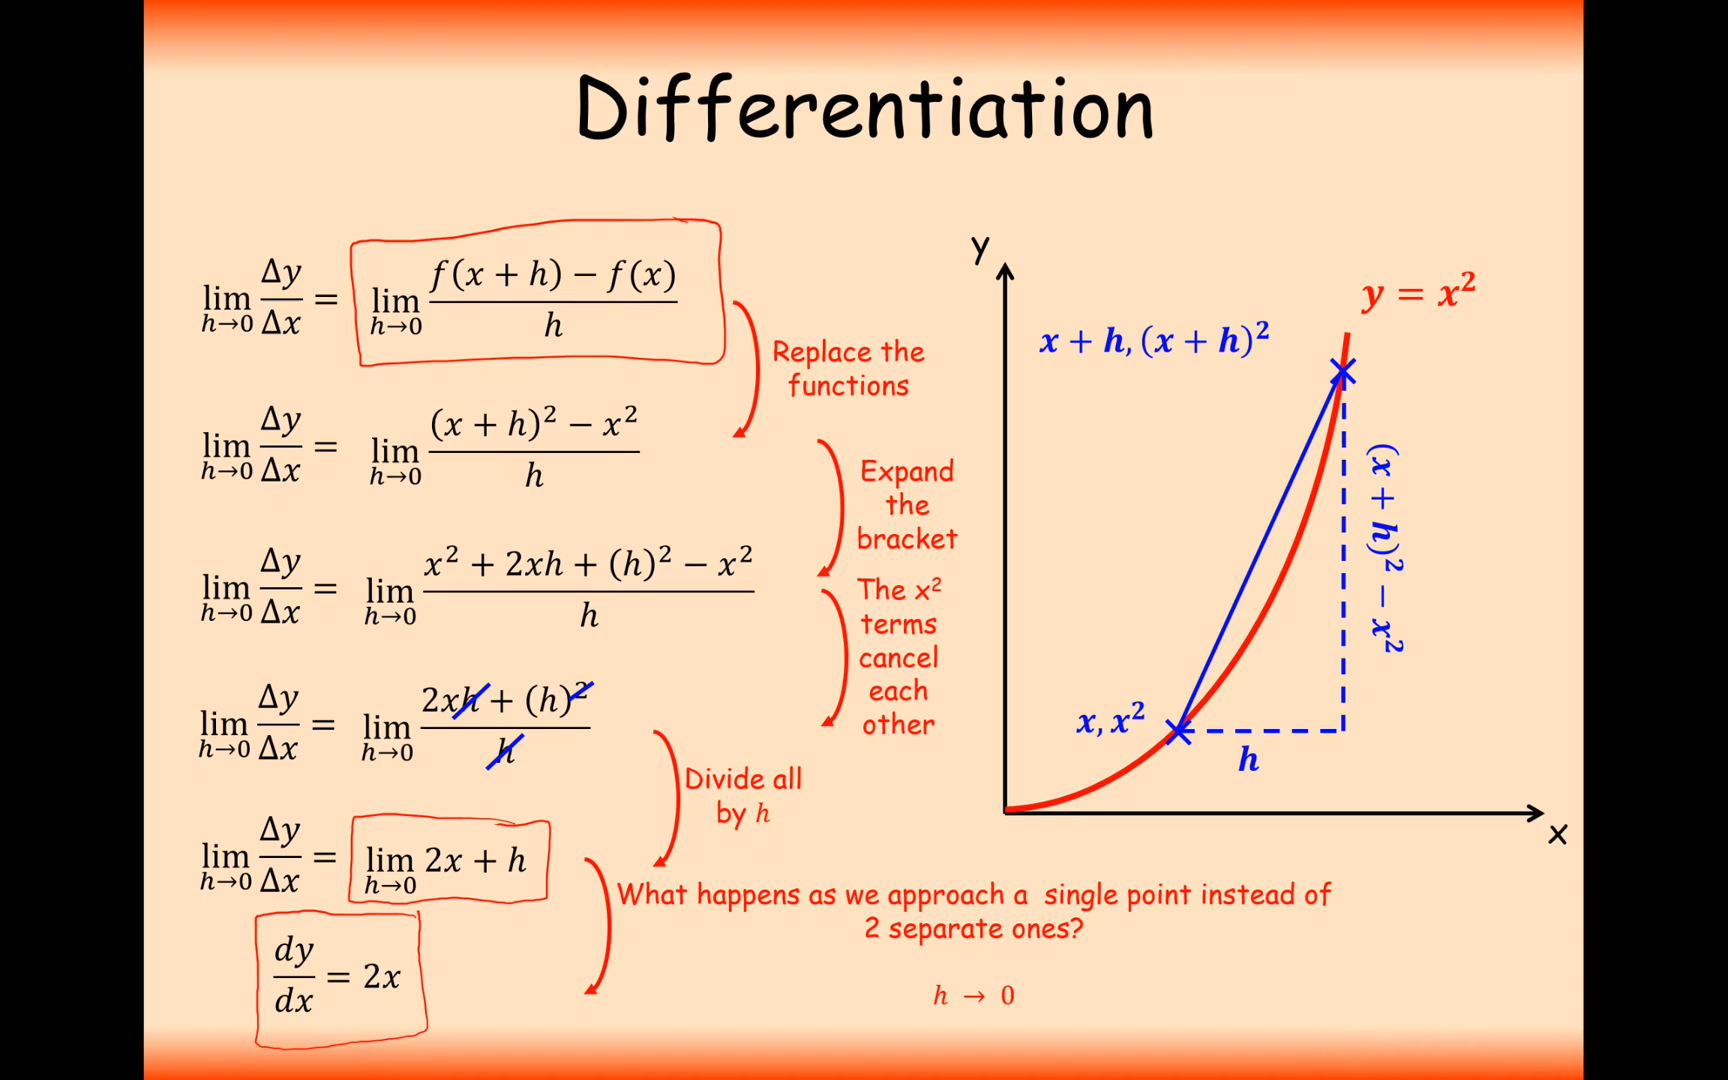 Differentiation
lim h→0 Δy/Δx = lim h→0 f(x + h) − f(x) / h
Replace the
functions
lim h→0 Δy/Δx = lim h→0 (x + h)² − x² / h
Expand
the
bracket
lim h→0 Δy/Δx = lim h→0 x² + 2xh + (h)² − x² / h
The x²
terms
cancel
each
other
lim h→0 Δy/Δx = lim h→0 2xh + (h)² / h
Divide all
by h
lim h→0 Δy/Δx = lim h→0 2x + h
What happens as we approach a single point instead of
2 separate ones?
dy/dx = 2x
h → 0
y
y = x²
x + h, (x + h)²
(x + h)² − x²
x, x²
h
x